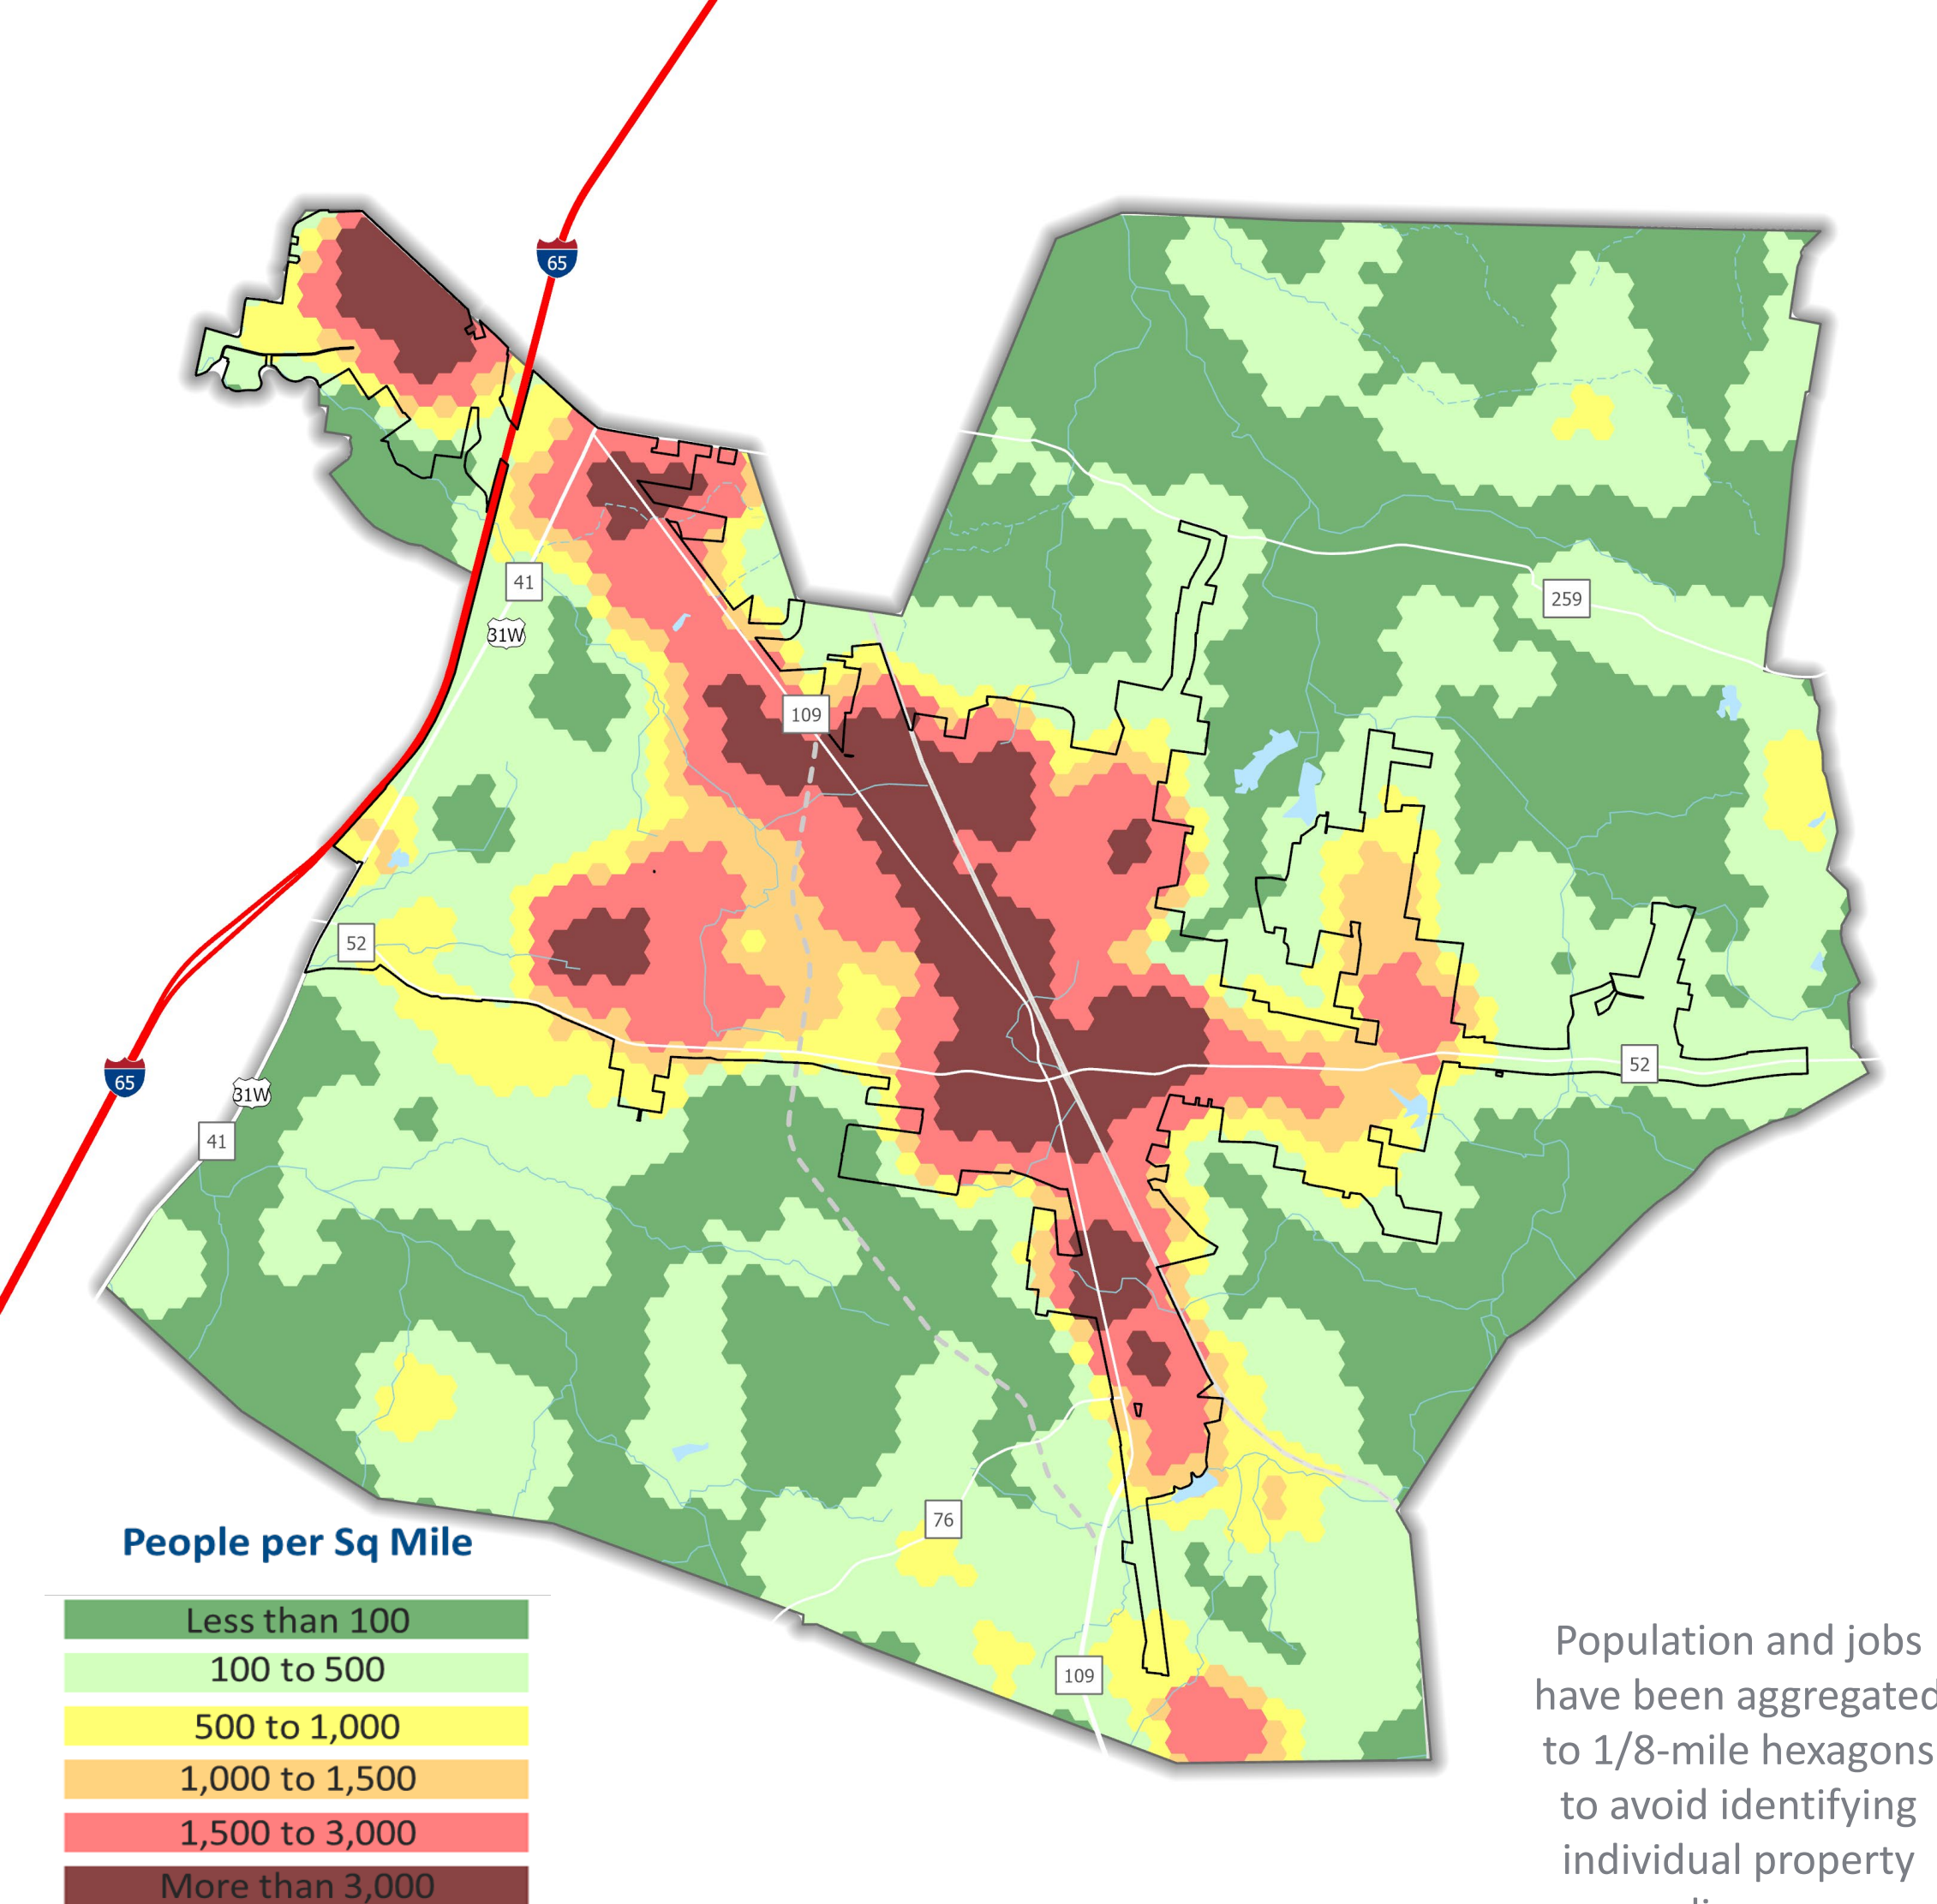 65
41
31W
259
109
52
52
65
31W
41
76
109
People per Sq Mile
Less than 100
100 to 500
500 to 1,000
1,000 to 1,500
1,500 to 3,000
More than 3,000
Population and jobs
have been aggregated
to 1/8-mile hexagons
to avoid identifying
individual property